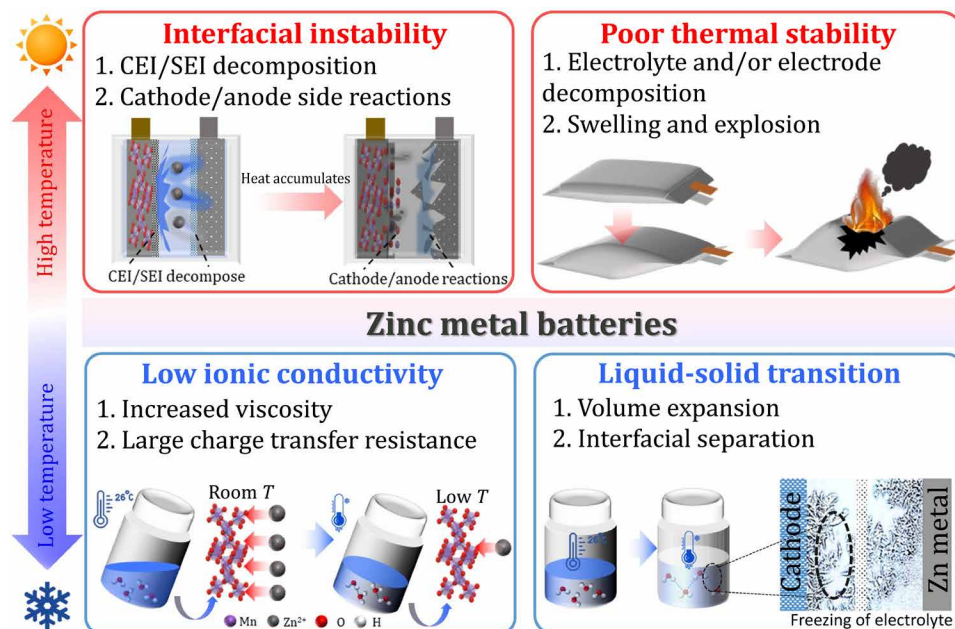 High temperature
Low temperature
Interfacial instability
1. CEI/SEI decomposition
2. Cathode/anode side reactions
Heat accumulates
CEI/SEI decompose
Cathode/anode reactions
Poor thermal stability
1. Electrolyte and/or electrode
decomposition
2. Swelling and explosion
Zinc metal batteries
Low ionic conductivity
1. Increased viscosity
2. Large charge transfer resistance
26°C
Room T
Low T
Mn
Zn²⁺
O
H
Liquid-solid transition
1. Volume expansion
2. Interfacial separation
26°C
Cathode
Zn metal
Freezing of electrolyte